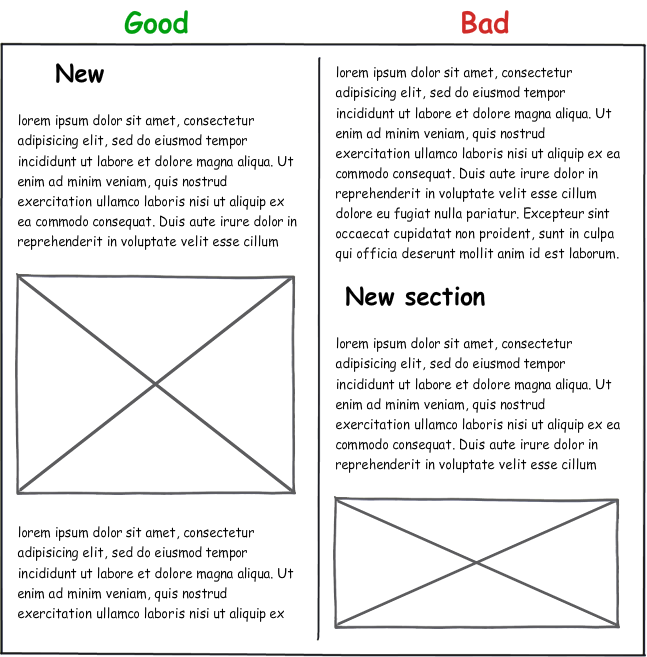 Good
Bad
New
lorem ipsum dolor sit amet, consectetur
adipisicing elit, sed do eiusmod tempor
incididunt ut labore et dolore magna aliqua. Ut
enim ad minim veniam, quis nostrud
exercitation ullamco laboris nisi ut aliquip ex
ea commodo consequat. Duis aute irure dolor in
reprehenderit in voluptate velit esse cillum
lorem ipsum dolor sit amet, consectetur
adipisicing elit, sed do eiusmod tempor
incididunt ut labore et dolore magna aliqua. Ut
enim ad minim veniam, quis nostrud
exercitation ullamco laboris nisi ut aliquip ex
lorem ipsum dolor sit amet, consectetur
adipisicing elit, sed do eiusmod tempor
incididunt ut labore et dolore magna aliqua. Ut
enim ad minim veniam, quis nostrud
exercitation ullamco laboris nisi ut aliquip ex ea
commodo consequat. Duis aute irure dolor in
reprehenderit in voluptate velit esse cillum
dolore eu fugiat nulla pariatur. Excepteur sint
occaecat cupidatat non proident, sunt in culpa
qui officia deserunt mollit anim id est laborum.
New section
lorem ipsum dolor sit amet, consectetur
adipisicing elit, sed do eiusmod tempor
incididunt ut labore et dolore magna aliqua. Ut
enim ad minim veniam, quis nostrud
exercitation ullamco laboris nisi ut aliquip ex ea
commodo consequat. Duis aute irure dolor in
reprehenderit in voluptate velit esse cillum